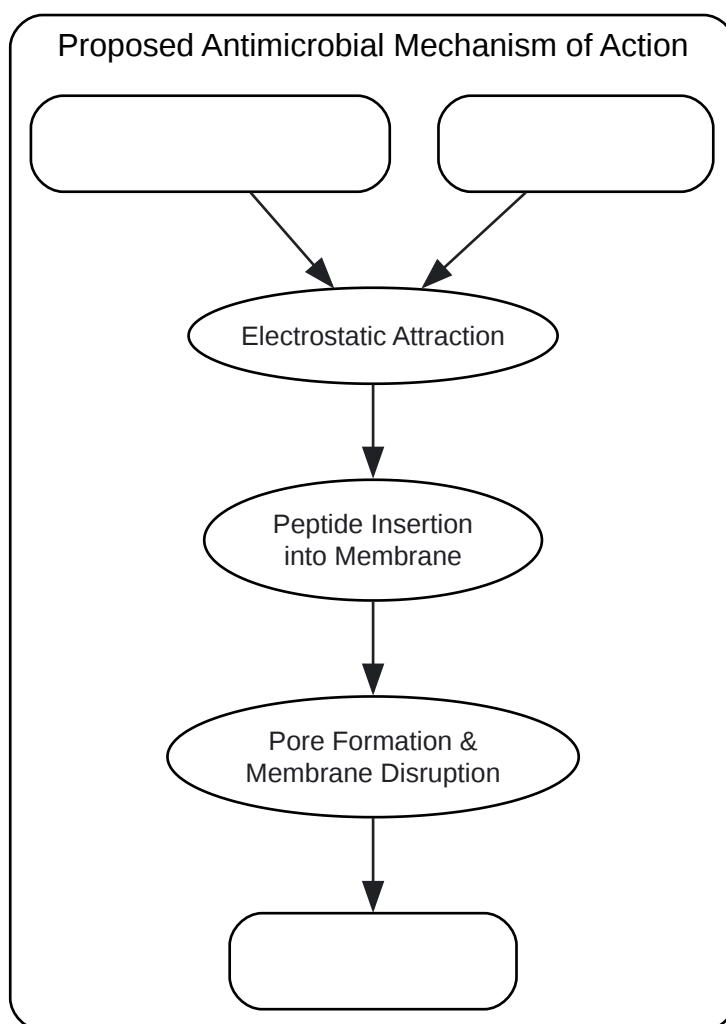 Proposed Antimicrobial Mechanism of Action
Electrostatic Attraction
Peptide Insertion
into Membrane
Pore Formation &
Membrane Disruption